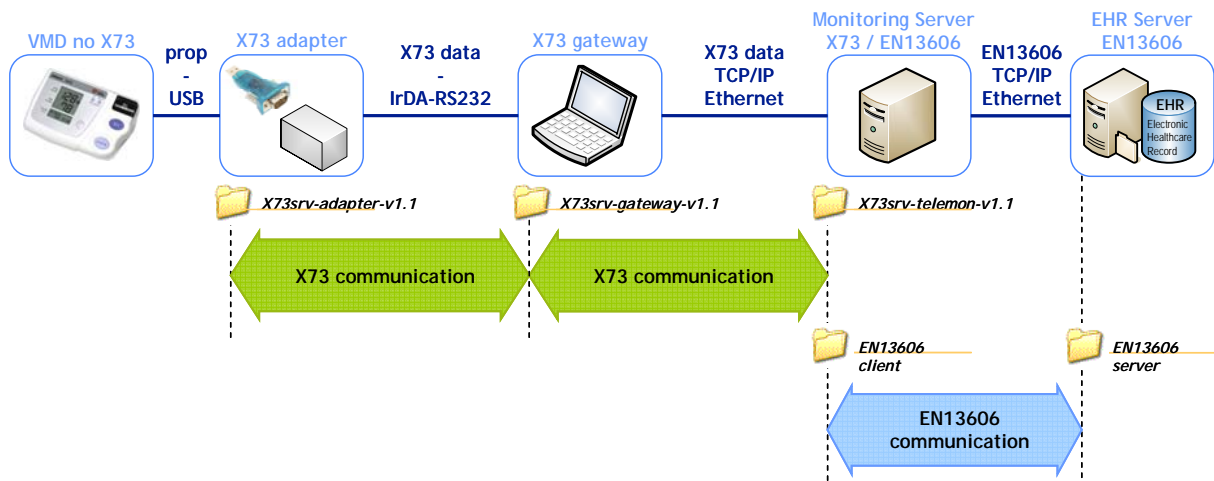 VMD no X73
prop
-
USB
X73 adapter
X73 data
-
IrDA-RS232
X73 gateway
X73 data
TCP/IP
Ethernet
Monitoring Server
X73 / EN13606
EN13606
TCP/IP
Ethernet
EHR Server
EN13606
EHR
Electronic
Healthcare
Record
X73srv-adapter-v1.1
X73srv-gateway-v1.1
X73srv-telemon-v1.1
X73 communication
X73 communication
EN13606
client
EN13606
server
EN13606
communication